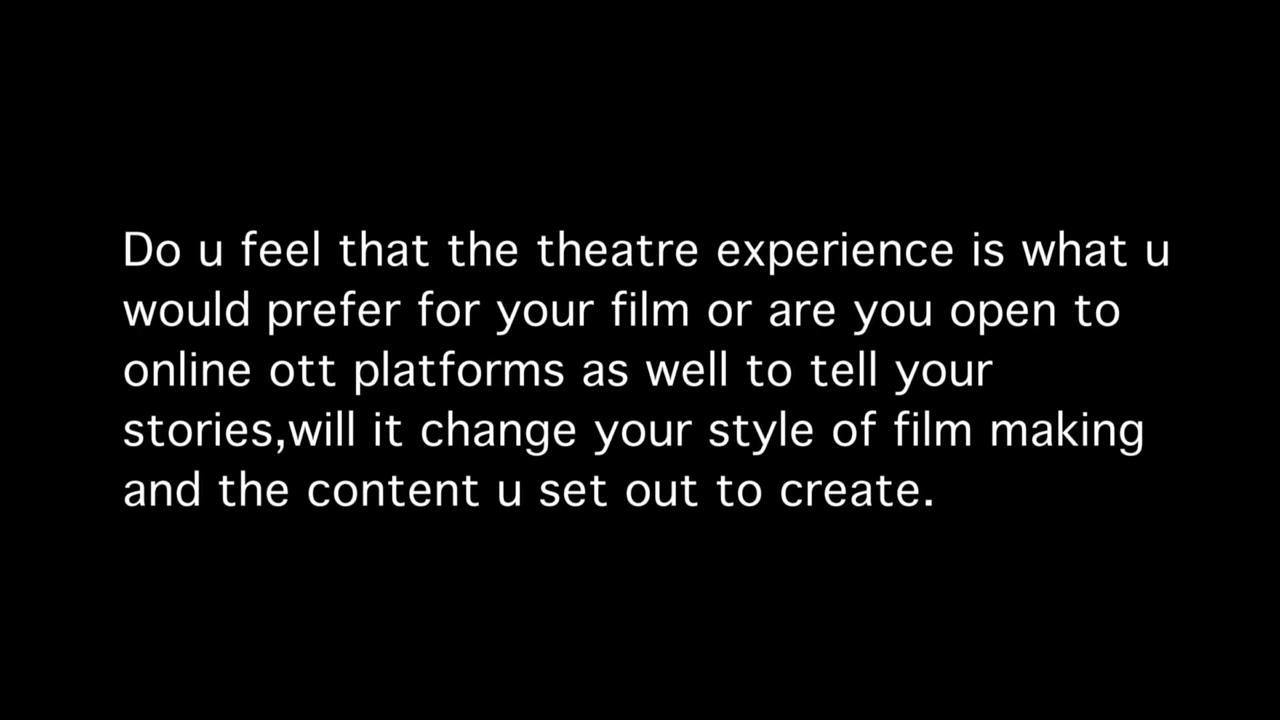 Do u feel that the theatre experience is what u
would prefer for your film or are you open to
online ott platforms as well to tell your
stories,will it change your style of film making
and the content u set out to create.